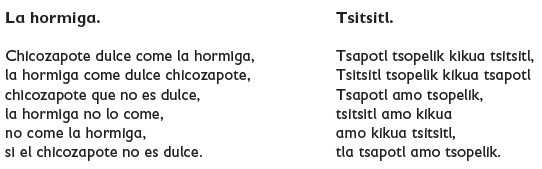 La hormiga.
Chicozapote dulce come la hormiga,
la hormiga come dulce chicozapote,
chicozapote que no es dulce,
la hormiga no lo come,
no come la hormiga,
si el chicozapote no es dulce.
Tsitsitl.
Tsapotl tsopelik kikua tsitsitl,
Tsitsitl tsopelik kikua tsapotl
Tsapotl amo tsopelik,
tsitsitl amo kikua
amo kikua tsitsitl,
tla tsapotl amo tsopelik.